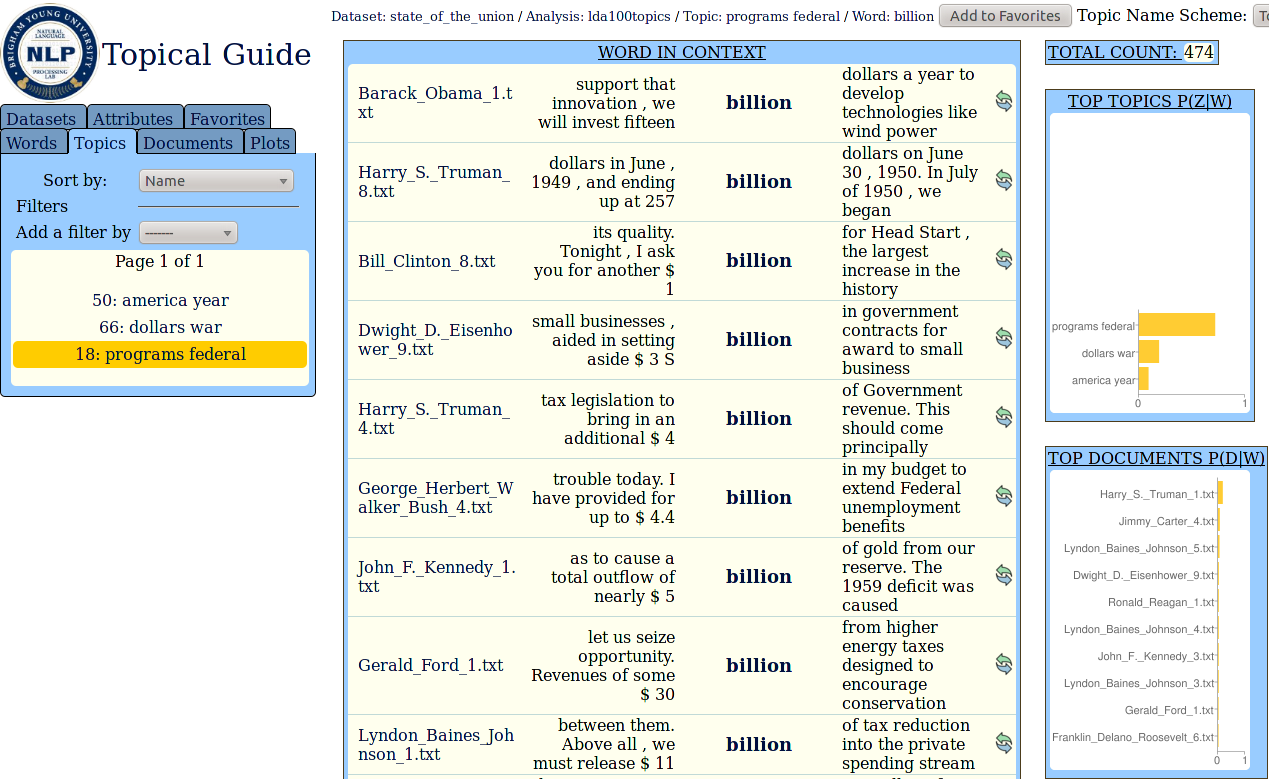 BRIGHAM YOUNG UNIVERSITY
NATURAL
LANGUAGE
NLP
PROCESSING
LAB
Topical Guide
Datasets Attributes Favorites
Words Topics Documents Plots
Sort by: Name
Filters
Add a filter by -------
Page 1 of 1
50: america year
66: dollars war
18: programs federal
Dataset: state_of_the_union / Analysis: lda100topics / Topic: programs federal / Word: billion Add to Favorites Topic Name Scheme: To
WORD IN CONTEXT
Barack_Obama_1.t
xt
support that
innovation , we
will invest fifteen
billion
dollars a year to
develop
technologies like
wind power
Harry_S._Truman_
8.txt
dollars in June ,
1949 , and ending
up at 257
billion
dollars on June
30 , 1950. In July
of 1950 , we
began
Bill_Clinton_8.txt
its quality.
Tonight , I ask
you for another $
1
billion
for Head Start ,
the largest
increase in the
history
Dwight_D._Eisenho
wer_9.txt
small businesses ,
aided in setting
aside $ 3 S
billion
in government
contracts for
award to small
business
Harry_S._Truman_
4.txt
tax legislation to
bring in an
additional $ 4
billion
of Government
revenue. This
should come
principally
George_Herbert_W
alker_Bush_4.txt
trouble today. I
have provided for
up to $ 4.4
billion
in my budget to
extend Federal
unemployment
benefits
John_F._Kennedy_1.
txt
as to cause a
total outflow of
nearly $ 5
billion
of gold from our
reserve. The
1959 deficit was
caused
Gerald_Ford_1.txt
let us seize
opportunity.
Revenues of some
$ 30
billion
from higher
energy taxes
designed to
encourage
conservation
Lyndon_Baines_Joh
nson_1.txt
between them.
Above all , we
must release $ 11
billion
of tax reduction
into the private
spending stream
TOTAL COUNT: 474
TOP TOPICS P(Z|W)
programs federal
dollars war
america year
0 1
TOP DOCUMENTS P(D|W)
Harry_S._Truman_1.txt
Jimmy_Carter_4.txt
Lyndon_Baines_Johnson_5.txt
Dwight_D._Eisenhower_9.txt
Ronald_Reagan_1.txt
Lyndon_Baines_Johnson_4.txt
John_F._Kennedy_3.txt
Lyndon_Baines_Johnson_3.txt
Gerald_Ford_1.txt
Franklin_Delano_Roosevelt_6.txt
0 1